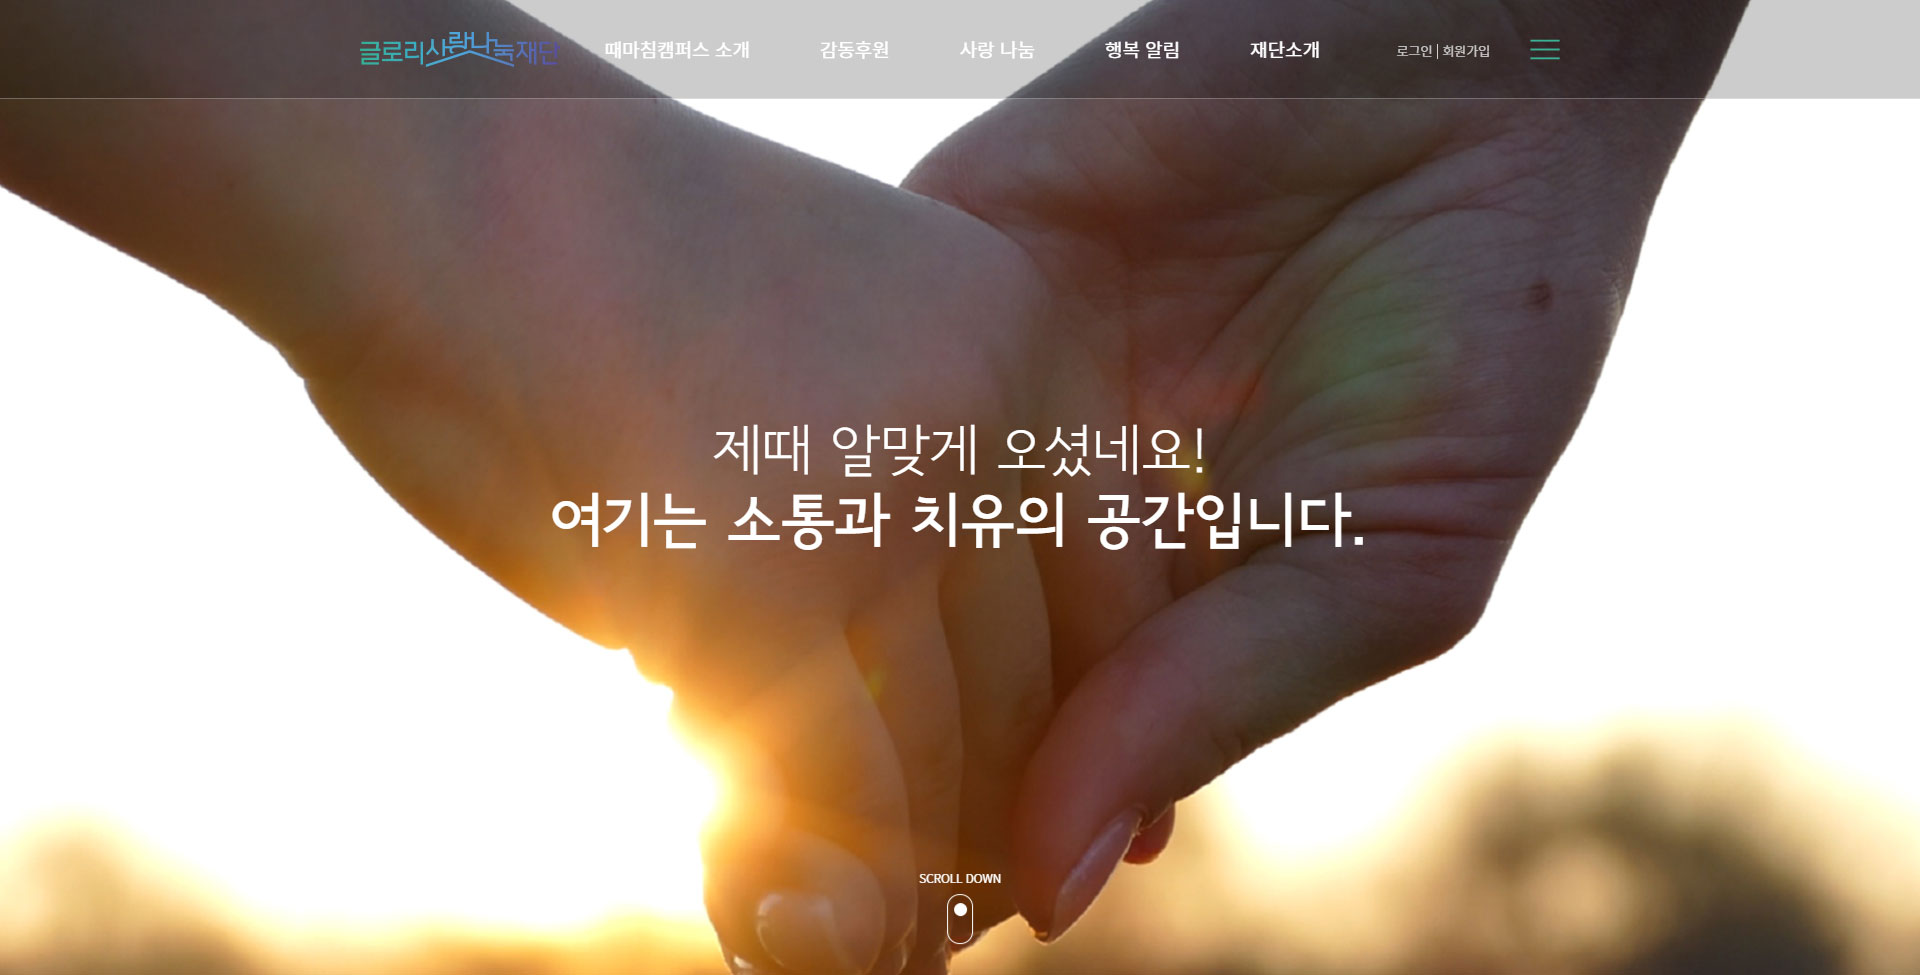 글로리사랑나눔재단
때마침캠퍼스 소개
감동후원
사랑 나눔
행복 알림
재단소개
로그인 | 회원가입
제때 알맞게 오셨네요!
여기는 소통과 치유의 공간입니다.
SCROLL DOWN